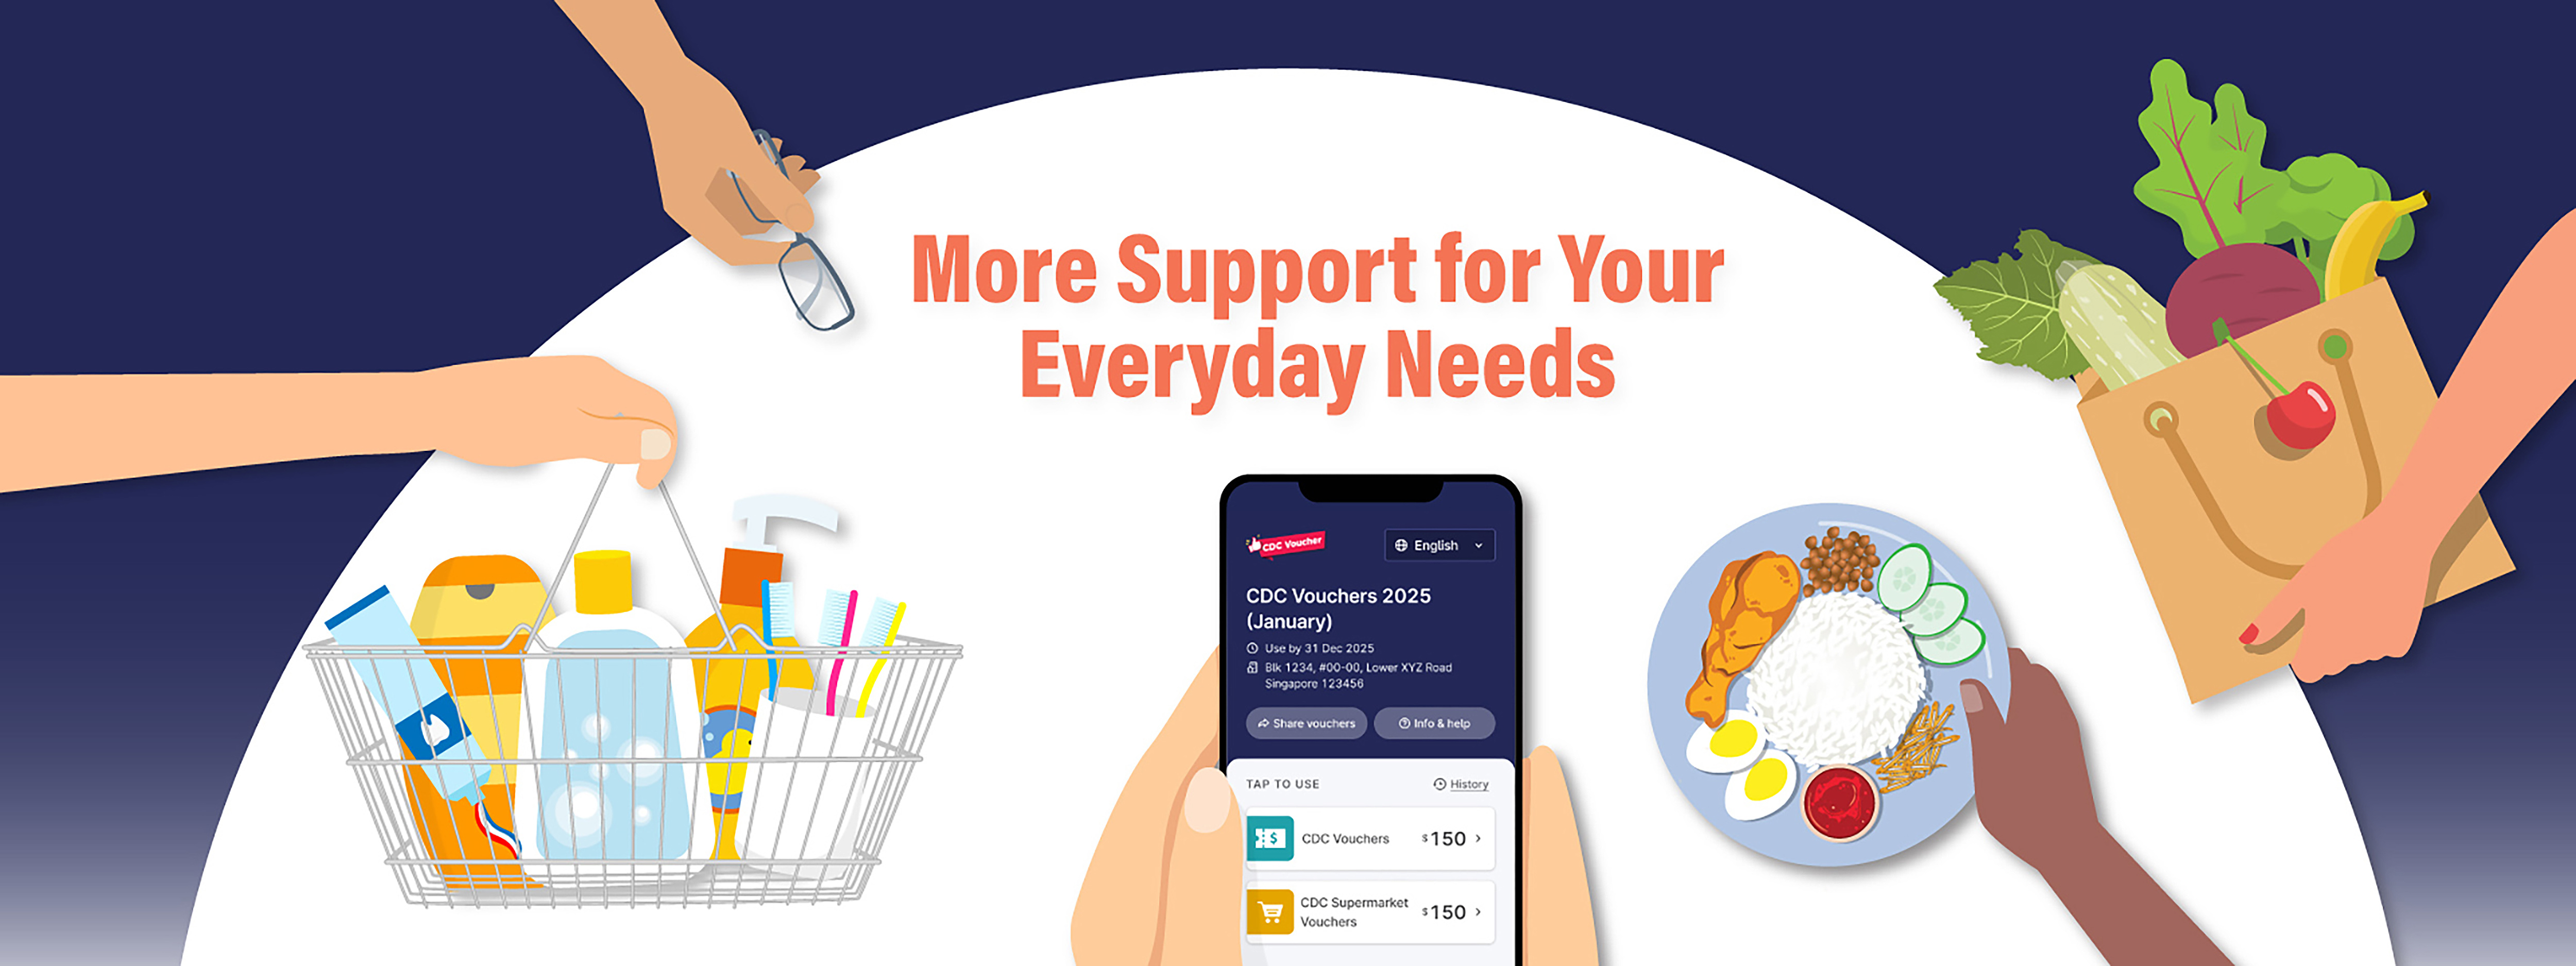 More Support for Your
Everyday Needs
CDC Voucher
English
CDC Vouchers 2025
(January)
Use by 31 Dec 2025
Blk 1234, #00-00, Lower XYZ Road
Singapore 123456
Share vouchers
Info & help
TAP TO USE
History
CDC Vouchers
$150
CDC Supermarket
Vouchers
$150